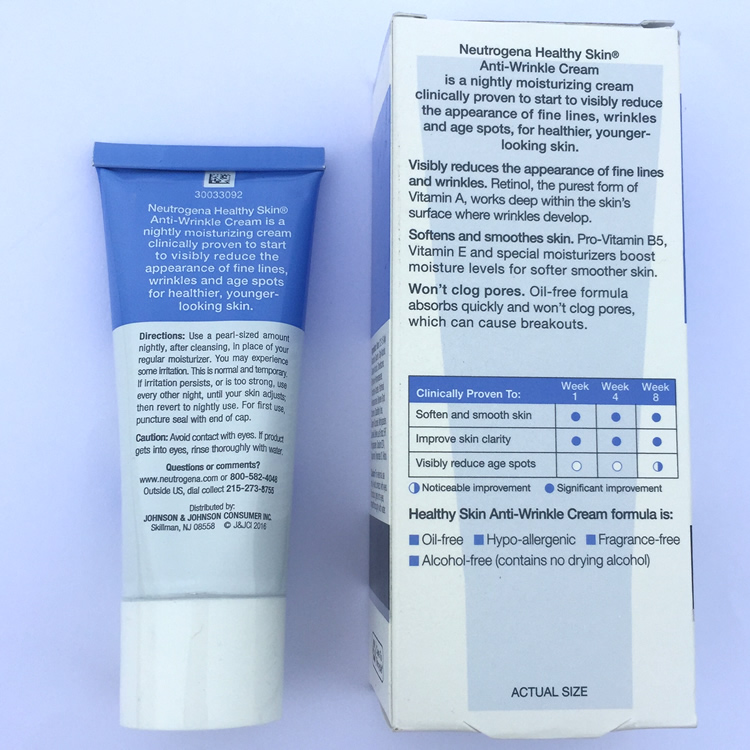 30033092
Neutrogena Healthy Skin®
Anti-Wrinkle Cream is a
nightly moisturizing cream
clinically proven to start
to visibly reduce the
appearance of fine lines,
wrinkles and age spots
for healthier, younger-
looking skin.
Directions: Use a pearl-sized amount
nightly, after cleansing, in place of your
regular moisturizer. You may experience
some irritation. This is normal and temporary.
If irritation persists, or is too strong, use
every other night, until your skin adjusts;
then revert to nightly use. For first use,
puncture seal with end of cap.
Caution: Avoid contact with eyes. If product
gets into eyes, rinse thoroughly with water.
Questions or comments?
www.neutrogena.com or 800-582-4048
Outside US, dial collect 215-273-8755
Distributed by:
JOHNSON & JOHNSON CONSUMER INC.
Skillman, NJ 08558 © J&JCI 2016
Neutrogena Healthy Skin®
Anti-Wrinkle Cream
is a nightly moisturizing cream
clinically proven to start to visibly reduce
the appearance of fine lines, wrinkles
and age spots, for healthier, younger-
looking skin.
Visibly reduces the appearance of fine lines
and wrinkles. Retinol, the purest form of
Vitamin A, works deep within the skin's
surface where wrinkles develop.
Softens and smoothes skin. Pro-Vitamin B5,
Vitamin E and special moisturizers boost
moisture levels for softer smoother skin.
Won't clog pores. Oil-free formula
absorbs quickly and won't clog pores,
which can cause breakouts.
Clinically Proven To: Week 1 Week 4 Week 8
Soften and smooth skin
Improve skin clarity
Visibly reduce age spots
Noticeable improvement Significant improvement
Healthy Skin Anti-Wrinkle Cream formula is:
Oil-free Hypo-allergenic Fragrance-free
Alcohol-free (contains no drying alcohol)
ACTUAL SIZE